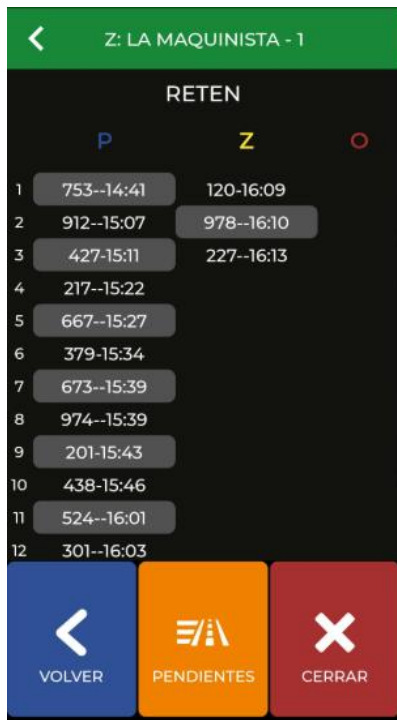 Z: LA MAQUINISTA - 1
RETEN
P Z O
1 753--14:41 120-16:09
2 912--15:07 978--16:10
3 427-15:11 227--16:13
4 217--15:22
5 667--15:27
6 379-15:34
7 673--15:39
8 974--15:39
9 201-15:43
10 438-15:46
11 524--16:01
12 301--16:03
VOLVER PENDIENTES CERRAR